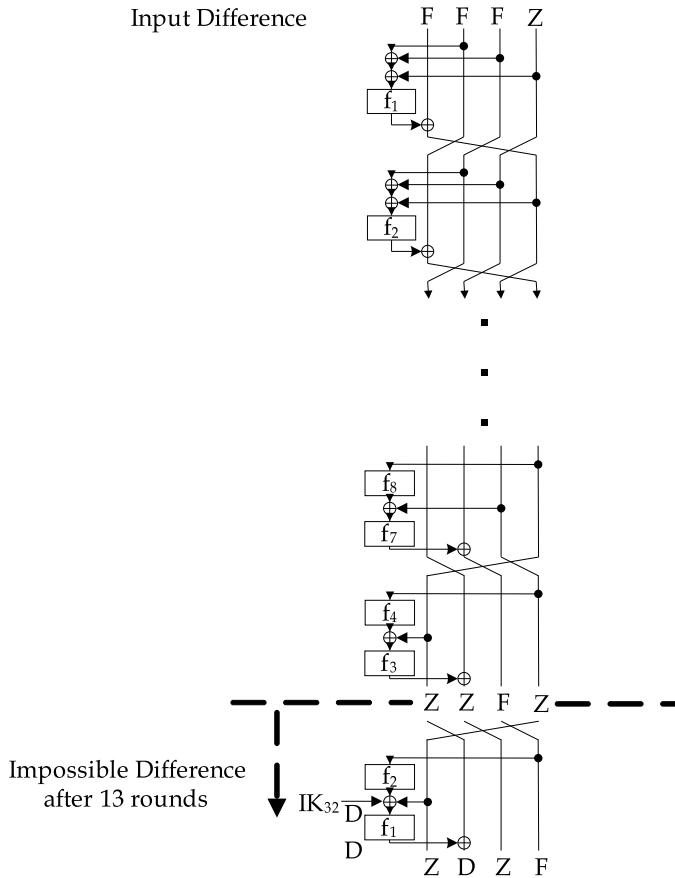 Input Difference F F F Z
f₁
f₂
f₈
f₇
f₄
f₃
Z Z F Z
Impossible Difference
after 13 rounds
f₂
IK₃₂
D
f₁
D
Z D Z F